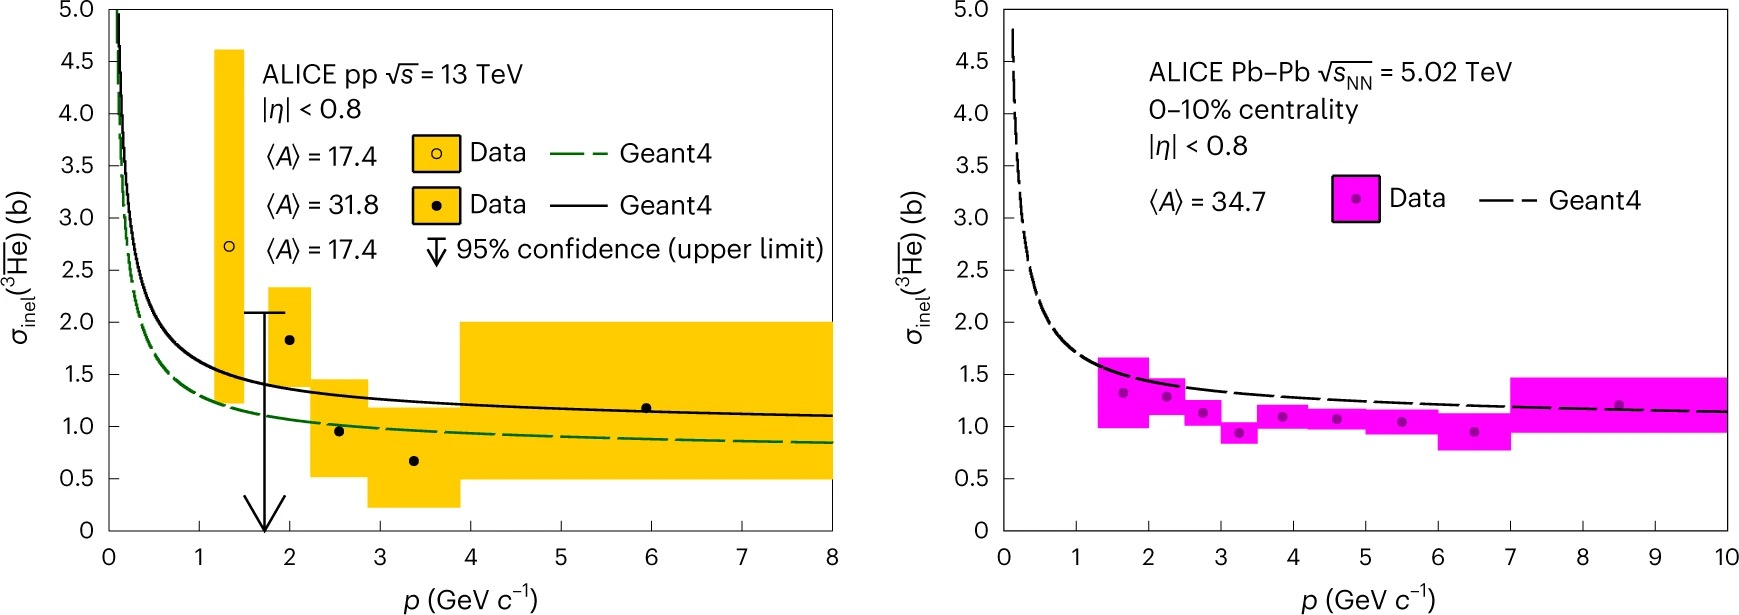 5.0
4.5
4.0
3.5
3.0
2.5
2.0
1.5
1.0
0.5
0
σinel(³H̅e̅) (b)
ALICE pp √s = 13 TeV
|η| < 0.8
⟨A⟩ = 17.4 Data Geant4
⟨A⟩ = 31.8 Data Geant4
⟨A⟩ = 17.4 95% confidence (upper limit)
0 1 2 3 4 5 6 7 8
p (GeV c⁻¹)
5.0
4.5
4.0
3.5
3.0
2.5
2.0
1.5
1.0
0.5
0
σinel(³H̅e̅) (b)
ALICE Pb–Pb √sNN = 5.02 TeV
0–10% centrality
|η| < 0.8
⟨A⟩ = 34.7 Data Geant4
0 1 2 3 4 5 6 7 8 9 10
p (GeV c⁻¹)